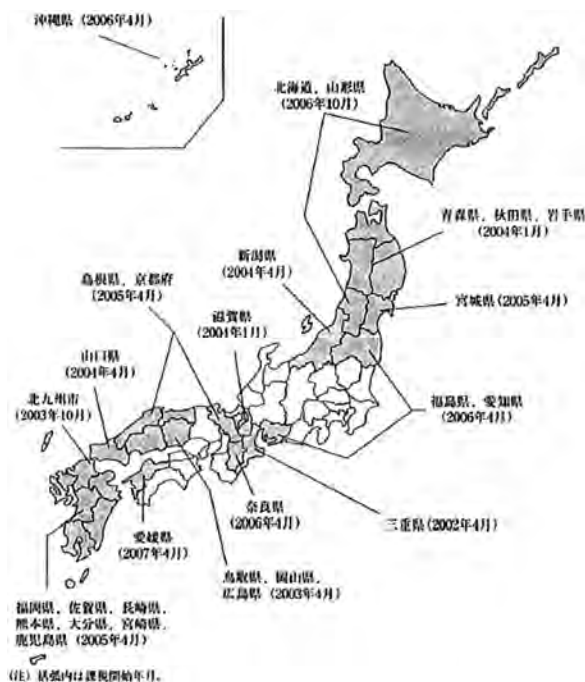 沖縄県(2006年4月)
北海道、山形県
(2006年10月)
青森県、秋田県、岩手県
(2004年1月)
新潟県
(2004年4月)
島根県、京都府
(2005年4月)
宮城県(2005年4月)
滋賀県
(2004年1月)
山口県
(2004年4月)
北九州市
(2003年10月)
福島県、愛知県
(2006年4月)
奈良県
(2006年4月)
三重県(2002年4月)
愛媛県
(2007年4月)
鳥取県、岡山県、
広島県(2003年4月)
福岡県、佐賀県、長崎県、
熊本県、大分県、宮崎県、
鹿児島県(2005年4月)
(注) 括弧内は課税開始年月。